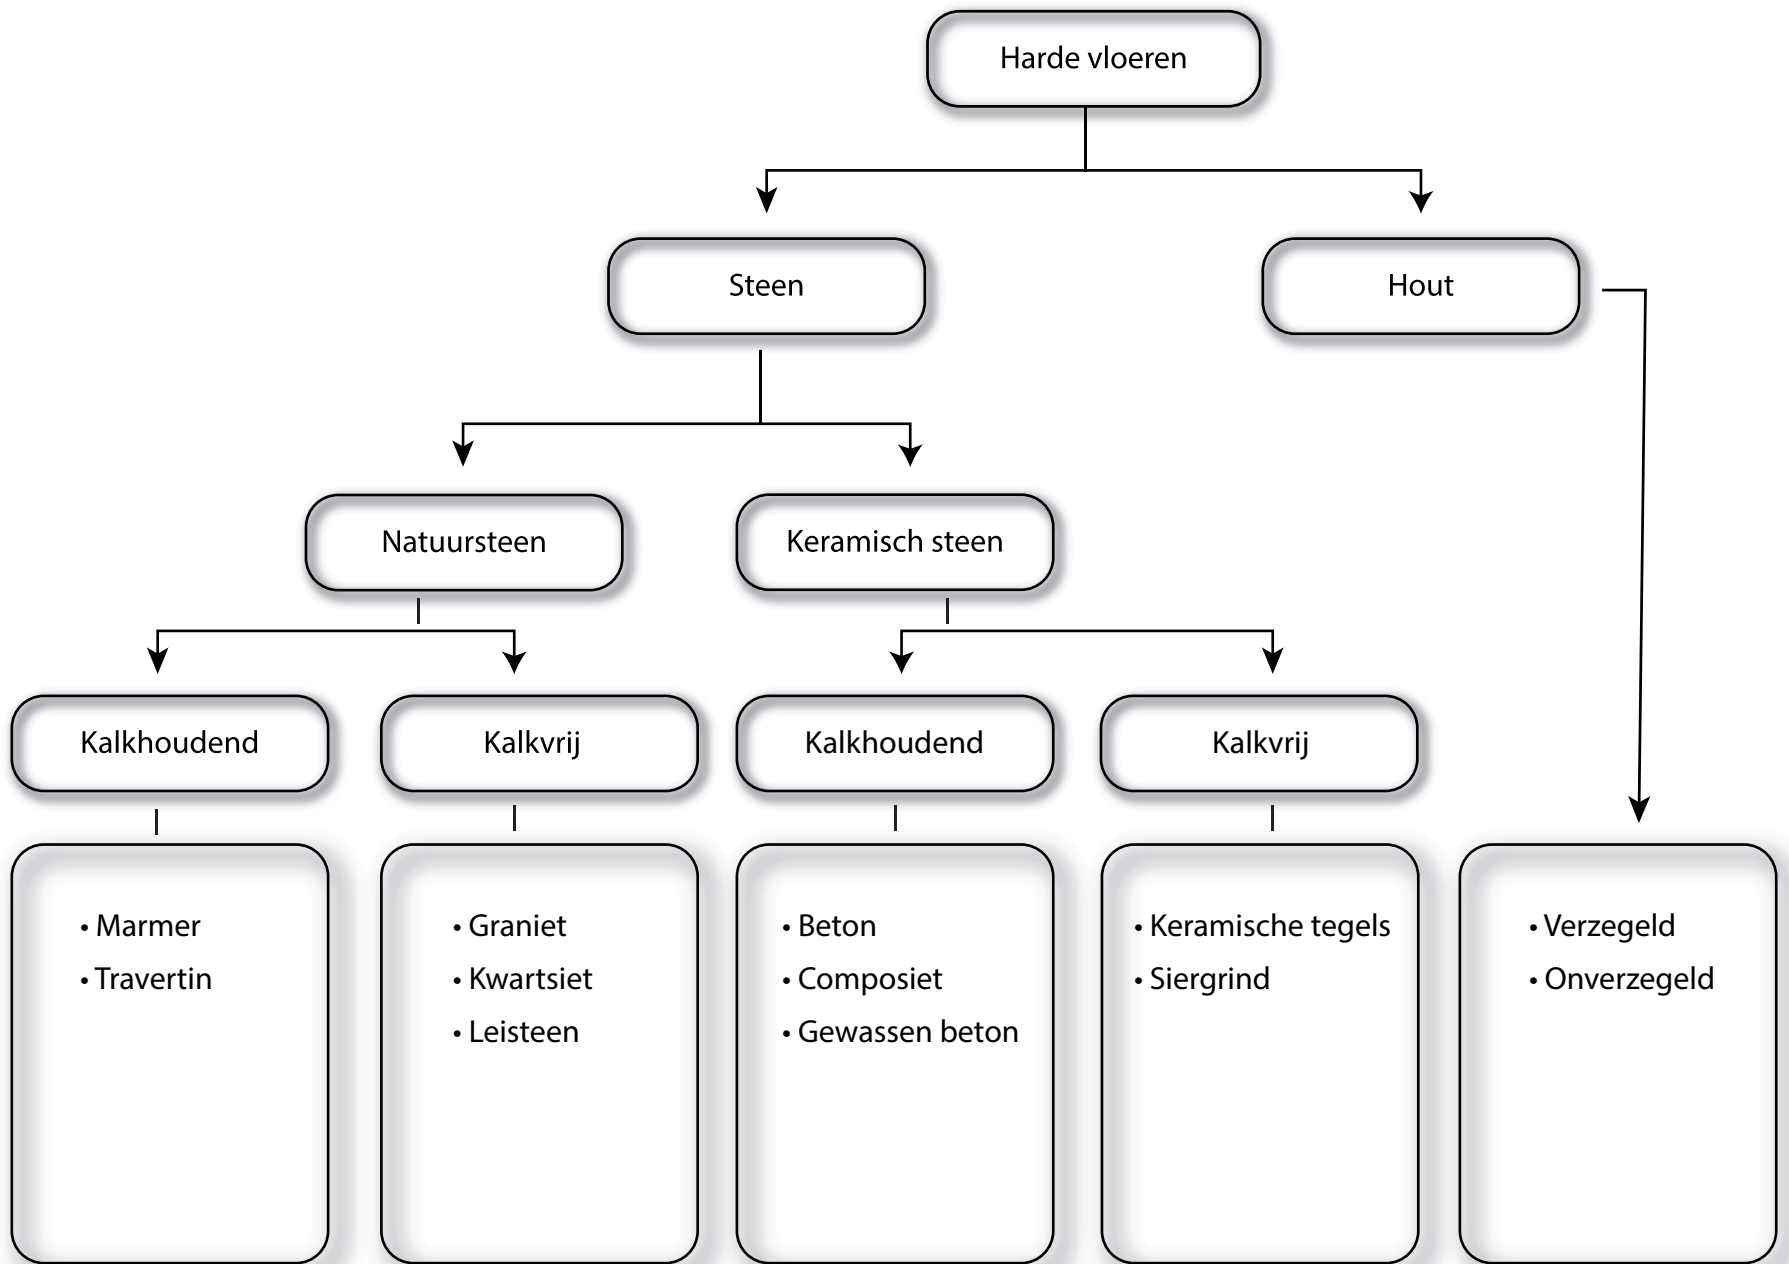 Harde vloeren
Steen
Hout
Natuursteen
Keramisch steen
Kalkhoudend
Kalkvrij
Kalkhoudend
Kalkvrij
• Marmer
• Travertin
• Graniet
• Kwartsiet
• Leisteen
• Beton
• Composiet
• Gewassen beton
• Keramische tegels
• Siergrind
• Verzegeld
• Onverzegeld